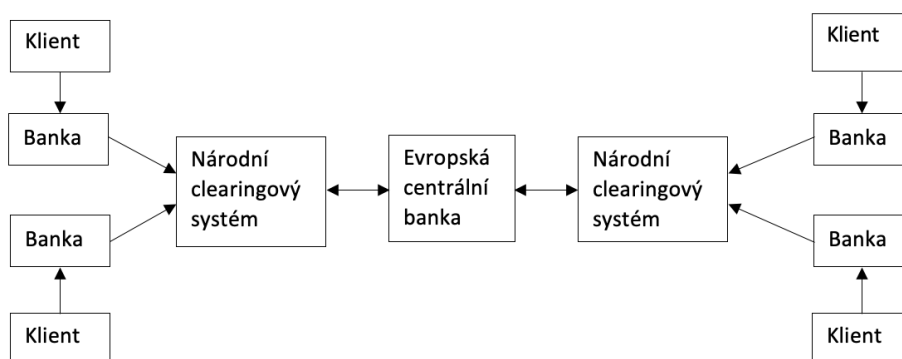 Klient
Klient
Banka
Banka
Národní
clearingový
systém
Evropská
centrální
banka
Národní
clearingový
systém
Banka
Banka
Klient
Klient